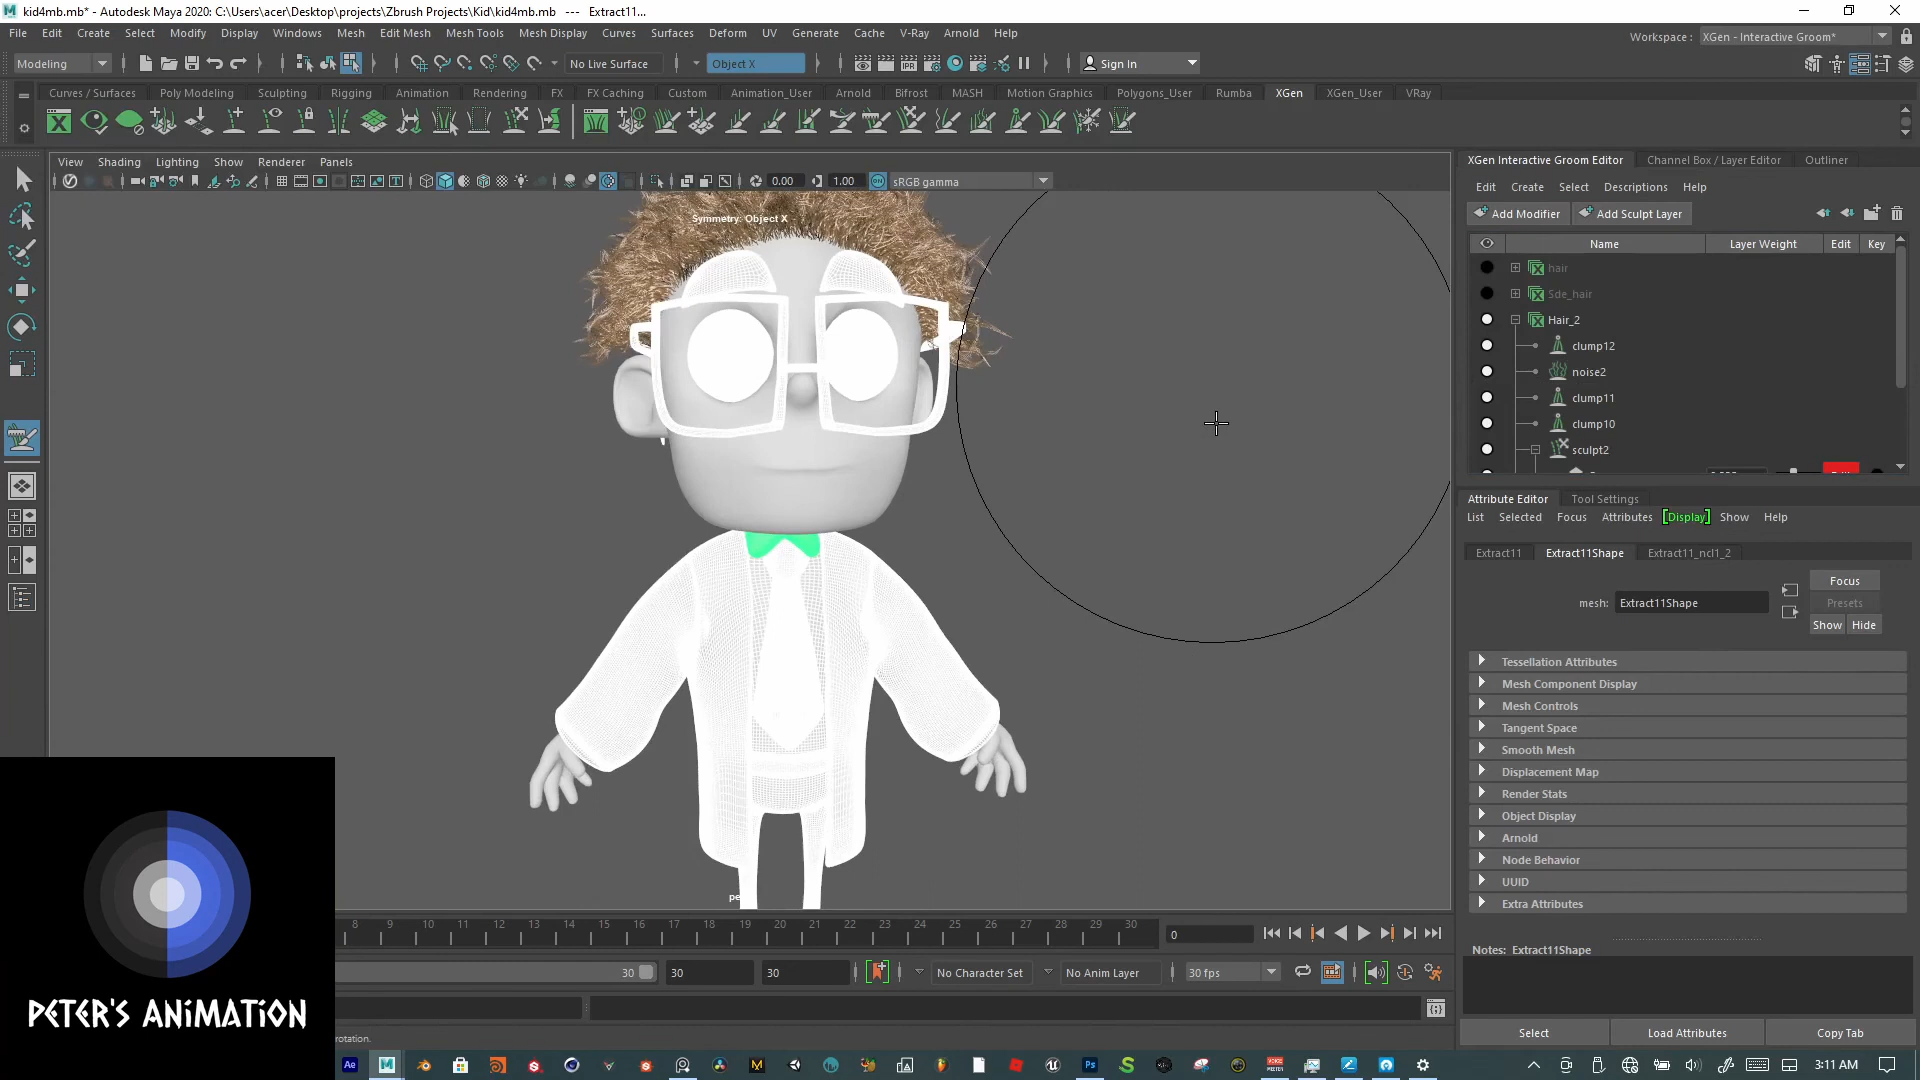 kid4mb.mb* - Autodesk Maya 2020: C:\Users\acer\Desktop\projects\Zbrush Projects\Kid\kid4mb.mb --- Extract11...
File Edit Create Select Modify Display Windows Mesh Edit Mesh Mesh Tools Mesh Display Curves Surfaces Deform UV Generate Cache V-Ray Arnold Help
Workspace : XGen - Interactive Groom*
Modeling No Live Surface Object X IPR Sign In
Curves / Surfaces Poly Modeling Sculpting Rigging Animation Rendering FX FX Caching Custom Animation_User Arnold Bifrost MASH Motion Graphics Polygons_User Rumba XGen XGen_User VRay
View Shading Lighting Show Renderer Panels
0.00 1.00 ON sRGB gamma
Symmetry: Object X
XGen Interactive Groom Editor Channel Box / Layer Editor Outliner
Edit Create Select Descriptions Help
Add Modifier Add Sculpt Layer
Name Layer Weight Edit Key
hair
Sde_hair
Hair_2
clump12
noise2
clump11
clump10
sculpt2
Attribute Editor Tool Settings
List Selected Focus Attributes [Display] Show Help
Extract11 Extract11Shape Extract11_ncl1_2
mesh: Extract11Shape
Focus
Presets
Show Hide
Tessellation Attributes
Mesh Component Display
Mesh Controls
Tangent Space
Smooth Mesh
Displacement Map
Render Stats
Object Display
Arnold
Node Behavior
UUID
Extra Attributes
Notes: Extract11Shape
Select Load Attributes Copy Tab
8 9 10 11 12 13 14 15 16 17 18 19 20 21 22 23 24 25 26 27 28 29 30
0
30 30 30 No Character Set No Anim Layer 30 fps
PETER'S ANIMATION
rotation.
Ae
Ps
3:11 AM